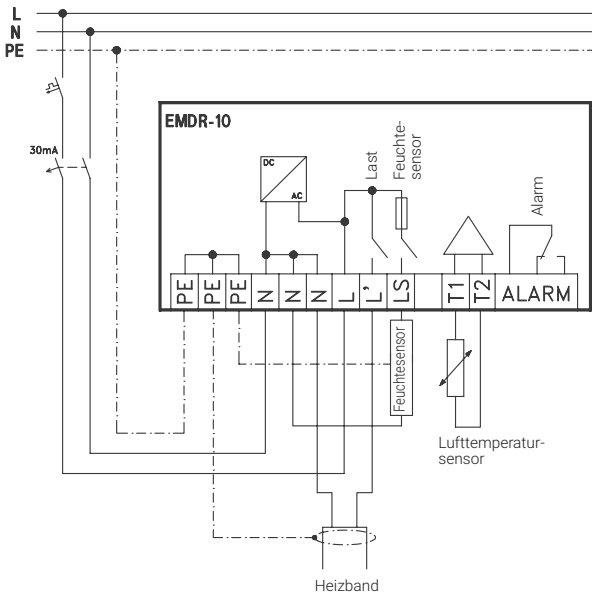 L
N
PE
30mA
EMDR-10
DC
AC
Last
Feuchte-
sensor
Alarm
PE
PE
PE
N
N
N
L
L'
LS
T1
T2
ALARM
Feuchtesensor
Lufttemperatur-
sensor
Heizband